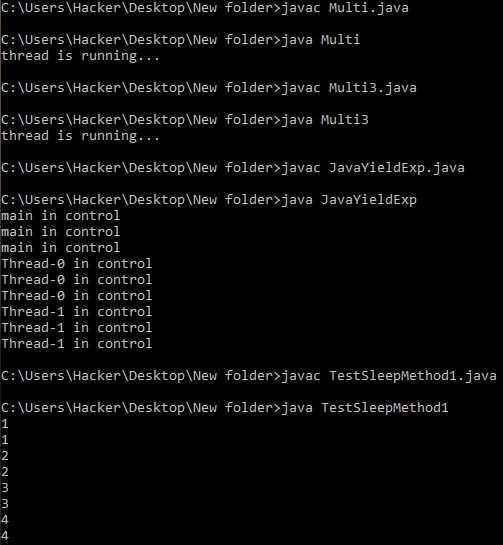 C:\Users\Hacker\Desktop\New folder>javac Multi.java
C:\Users\Hacker\Desktop\New folder>java Multi
thread is running...
C:\Users\Hacker\Desktop\New folder>javac Multi3.java
C:\Users\Hacker\Desktop\New folder>java Multi3
thread is running...
C:\Users\Hacker\Desktop\New folder>javac JavaYieldExp.java
C:\Users\Hacker\Desktop\New folder>java JavaYieldExp
main in control
main in control
main in control
Thread-0 in control
Thread-0 in control
Thread-0 in control
Thread-1 in control
Thread-1 in control
Thread-1 in control
C:\Users\Hacker\Desktop\New folder>javac TestSleepMethod1.java
C:\Users\Hacker\Desktop\New folder>java TestSleepMethod1
1
1
2
2
3
3
4
4